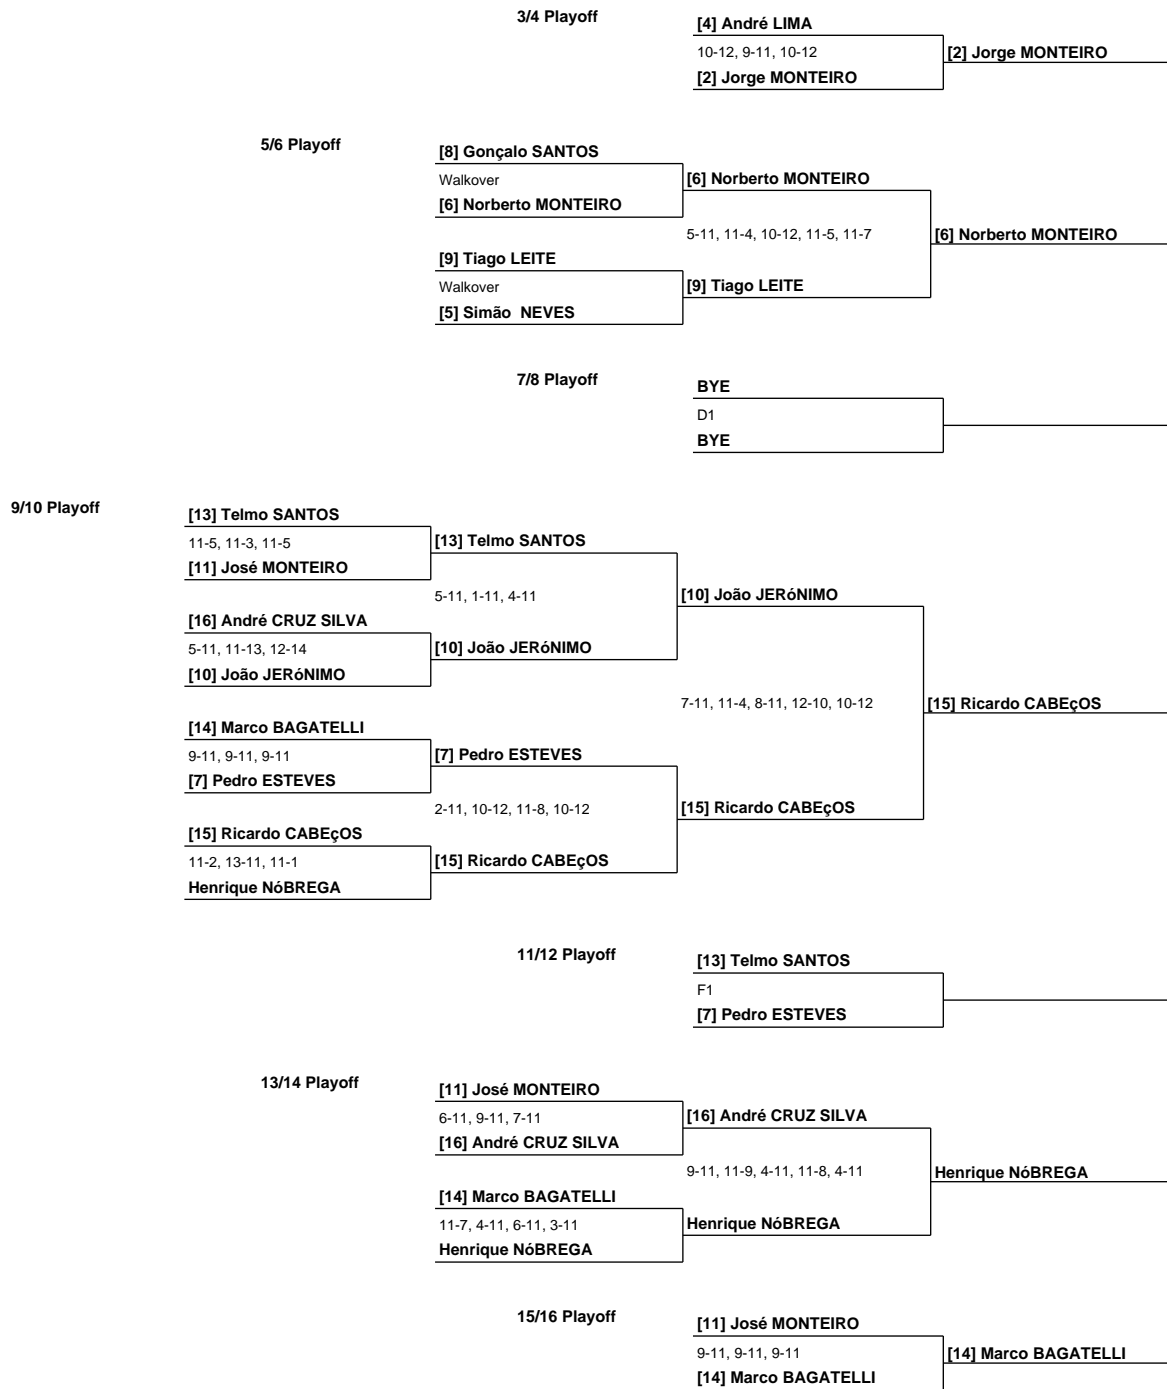 3/4 Playoff
[4] André LIMA
10-12, 9-11, 10-12
[2] Jorge MONTEIRO
[2] Jorge MONTEIRO
5/6 Playoff
[8] Gonçalo SANTOS
Walkover
[6] Norberto MONTEIRO
[6] Norberto MONTEIRO
5-11, 11-4, 10-12, 11-5, 11-7
[6] Norberto MONTEIRO
[9] Tiago LEITE
Walkover
[9] Tiago LEITE
[5] Simão  NEVES
7/8 Playoff
BYE
D1
BYE
9/10 Playoff
[13] Telmo SANTOS
11-5, 11-3, 11-5
[13] Telmo SANTOS
[11] José MONTEIRO
5-11, 1-11, 4-11
[10] João JERóNIMO
[16] André CRUZ SILVA
5-11, 11-13, 12-14
[10] João JERóNIMO
[10] João JERóNIMO
7-11, 11-4, 8-11, 12-10, 10-12
[15] Ricardo CABEçOS
[14] Marco BAGATELLI
9-11, 9-11, 9-11
[7] Pedro ESTEVES
[7] Pedro ESTEVES
2-11, 10-12, 11-8, 10-12
[15] Ricardo CABEçOS
[15] Ricardo CABEçOS
11-2, 13-11, 11-1
[15] Ricardo CABEçOS
Henrique NóBREGA
11/12 Playoff
[13] Telmo SANTOS
F1
[7] Pedro ESTEVES
13/14 Playoff
[11] José MONTEIRO
6-11, 9-11, 7-11
[16] André CRUZ SILVA
[16] André CRUZ SILVA
9-11, 11-9, 4-11, 11-8, 4-11
Henrique NóBREGA
[14] Marco BAGATELLI
11-7, 4-11, 6-11, 3-11
Henrique NóBREGA
Henrique NóBREGA
15/16 Playoff
[11] José MONTEIRO
9-11, 9-11, 9-11
[14] Marco BAGATELLI
[14] Marco BAGATELLI